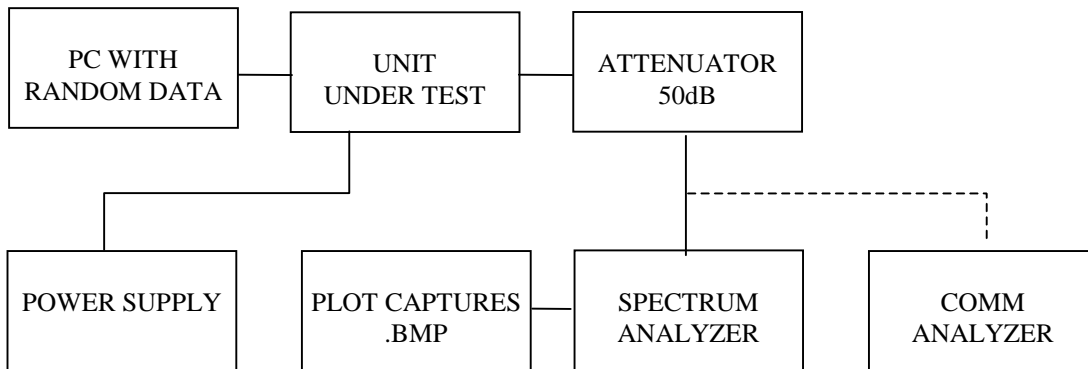 PC WITH
RANDOM DATA
UNIT
UNDER TEST
ATTENUATOR
50dB
POWER SUPPLY
PLOT CAPTURES
.BMP
SPECTRUM
ANALYZER
COMM
ANALYZER